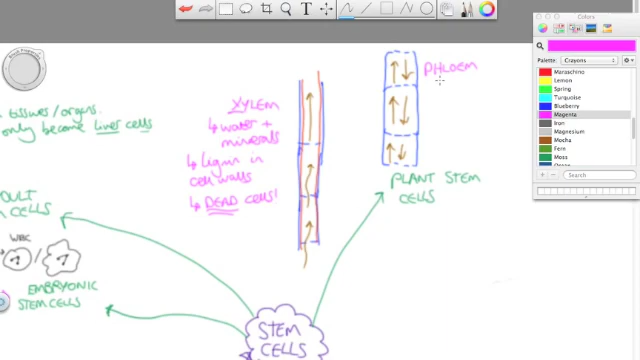 Colors
Palette: Crayons
Maraschino
Lemon
Spring
Turquoise
Blueberry
Magenta
Iron
Magnesium
Mocha
Fern
Moss
Search
PHLOEM
XYLEM
↳ water +
minerals
↳ Lignin in
cell walls
↳ DEAD cells!
tissues/organs.
only become liver cells
PLANT STEM
CELLS
CELLS
WBC
EMBRYONIC
STEM CELLS
STEM
CELLS